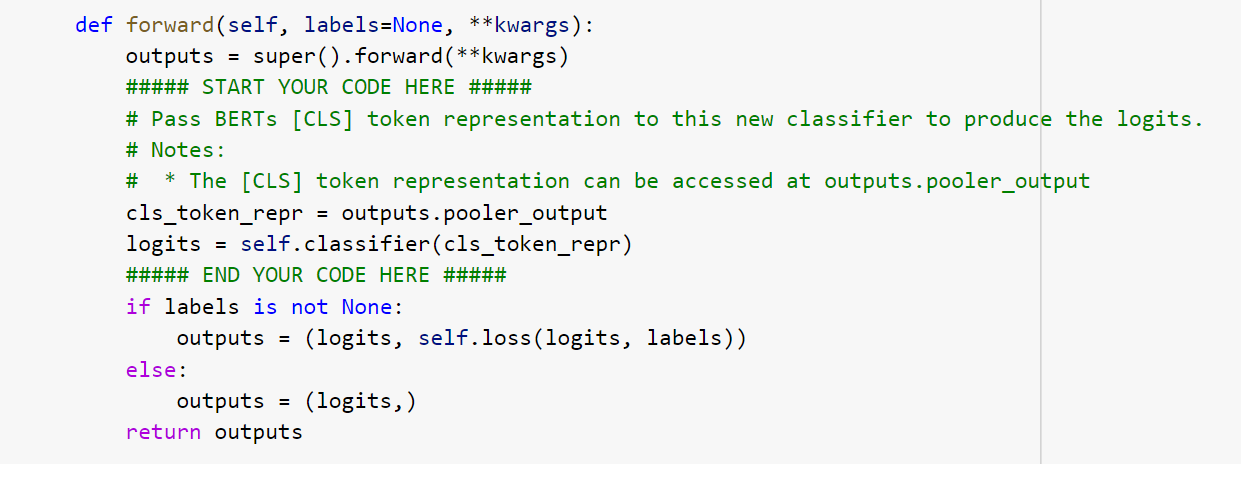 def forward(self, labels=None, **kwargs):
outputs = super().forward(**kwargs)
##### START YOUR CODE HERE #####
# Pass BERTs [CLS] token representation to this new classifier to produce the logits.
# Notes:
#  * The [CLS] token representation can be accessed at outputs.pooler_output
cls_token_repr = outputs.pooler_output
logits = self.classifier(cls_token_repr)
##### END YOUR CODE HERE #####
if labels is not None:
outputs = (logits, self.loss(logits, labels))
else:
outputs = (logits,)
return outputs